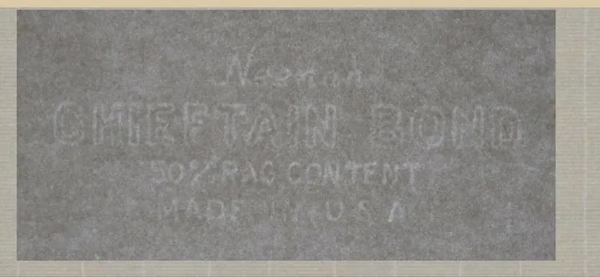 Neenah
CHIEFTAIN BOND
50% RAG CONTENT
MADE IN U S A